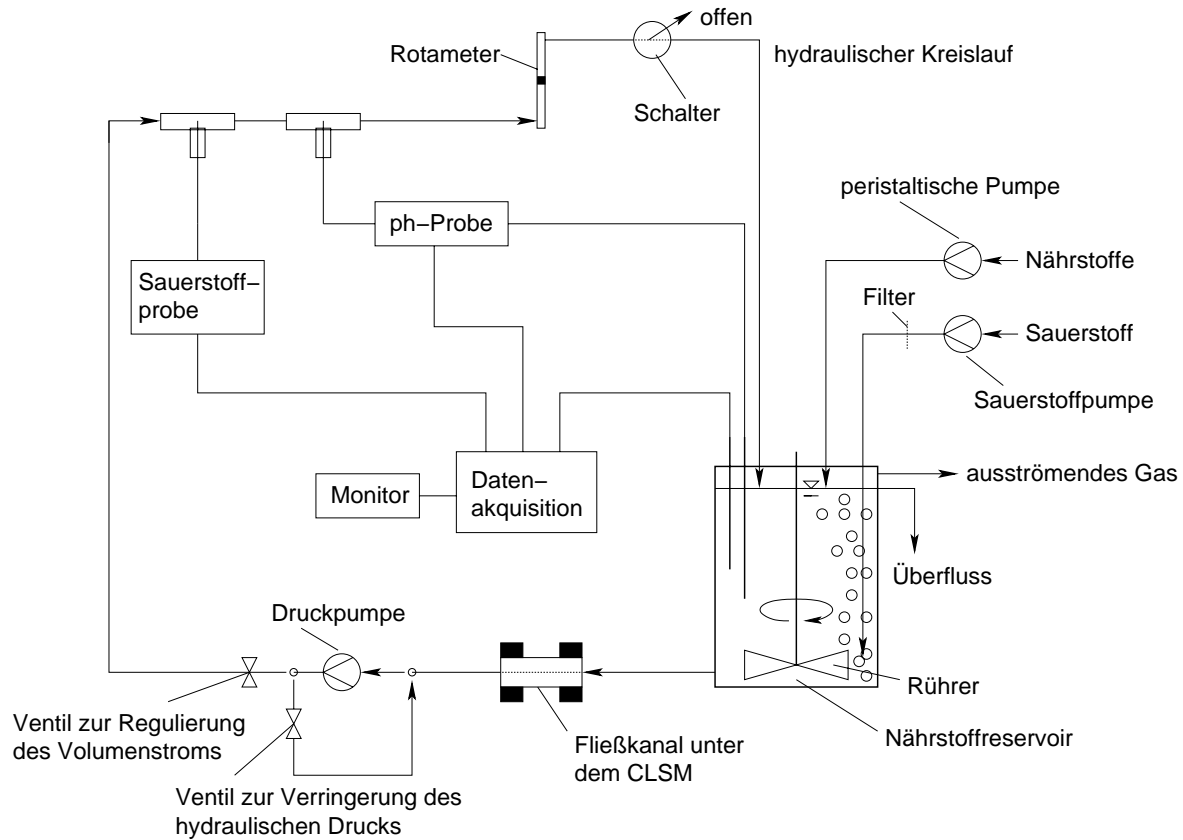 offen
Rotameter
hydraulischer Kreislauf
Schalter
peristaltische Pumpe
ph−Probe
Nährstoffe
Sauerstoff−
probe
Filter
Sauerstoff
Sauerstoffpumpe
Monitor
Daten−
akquisition
ausströmendes Gas
Überfluss
Druckpumpe
Rührer
Ventil zur Regulierung
des Volumenstroms
Fließkanal unter
dem CLSM
Nährstoffreservoir
Ventil zur Verringerung des
hydraulischen Drucks